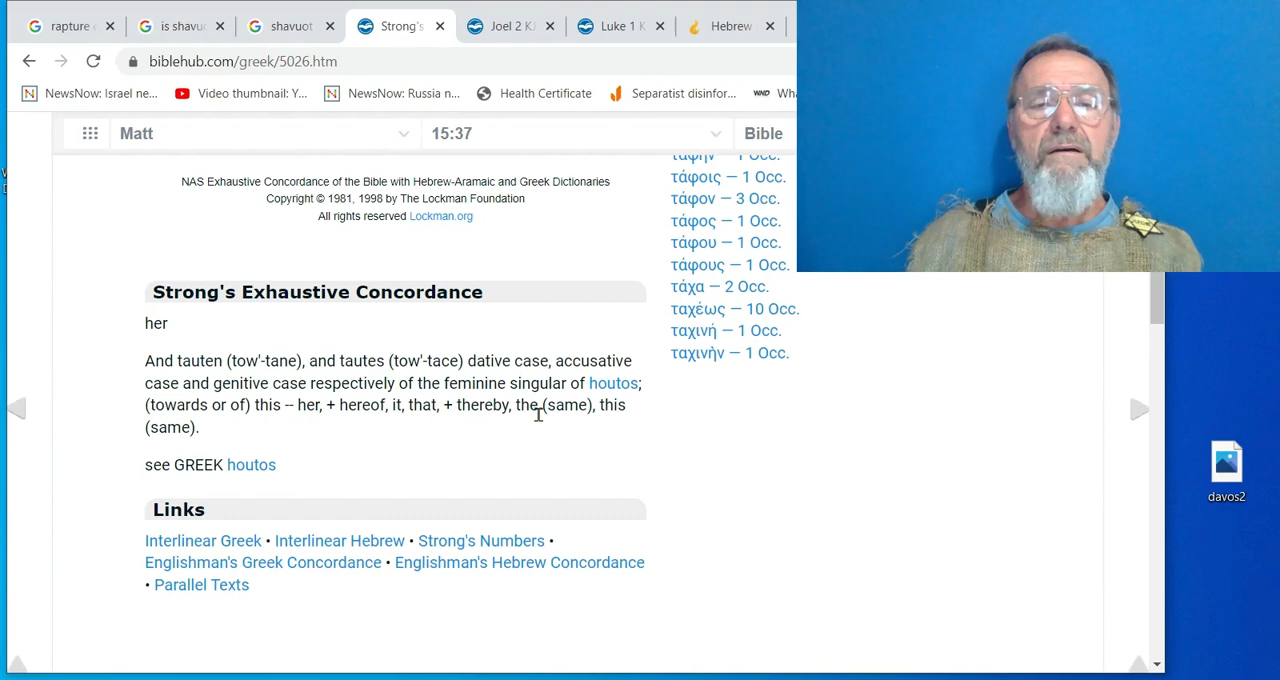 rapture
is shavuo
shavuot
Strong's
Joel 2 KJ
Luke 1 K
Hebrew
biblehub.com/greek/5026.htm
NewsNow: Israel ne...
Video thumbnail: Y...
NewsNow: Russia n...
Health Certificate
Separatist disinfor...
WND
Wha
Matt
15:37
Bible
ταφήν — 1 Occ.
NAS Exhaustive Concordance of the Bible with Hebrew-Aramaic and Greek Dictionaries
Copyright © 1981, 1998 by The Lockman Foundation
All rights reserved Lockman.org
τάφοις — 1 Occ.
τάφον — 3 Occ.
τάφος — 1 Occ.
τάφου — 1 Occ.
τάφους — 1 Occ.
τάχα — 2 Occ.
ταχέως — 10 Occ.
ταχινή — 1 Occ.
ταχινὴν — 1 Occ.
Strong's Exhaustive Concordance
her
And tauten (tow'-tane), and tautes (tow'-tace) dative case, accusative
case and genitive case respectively of the feminine singular of houtos;
(towards or of) this -- her, + hereof, it, that, + thereby, the (same), this
(same).
see GREEK houtos
Links
Interlinear Greek • Interlinear Hebrew • Strong's Numbers •
Englishman's Greek Concordance • Englishman's Hebrew Concordance
• Parallel Texts
davos2